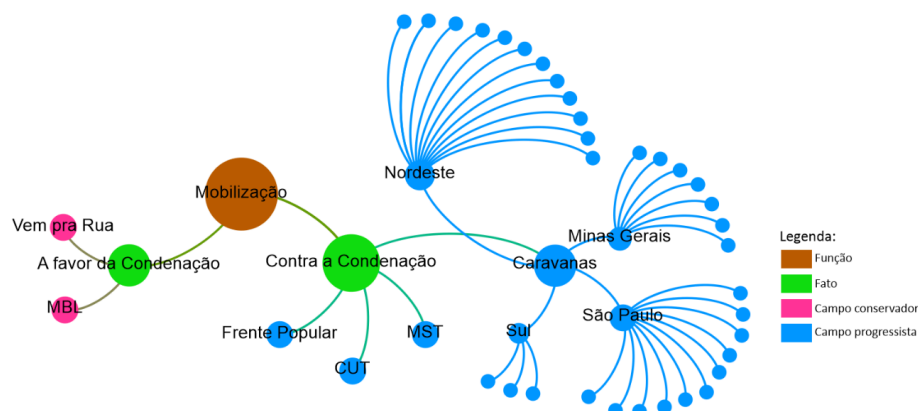 Nordeste
Mobilização
Vem pra Rua
A favor da Condenação
MBL
Contra a Condenação
Frente Popular
CUT
MST
Caravanas
Minas Gerais
Sul
São Paulo
Legenda:
Função
Fato
Campo conservador
Campo progressista